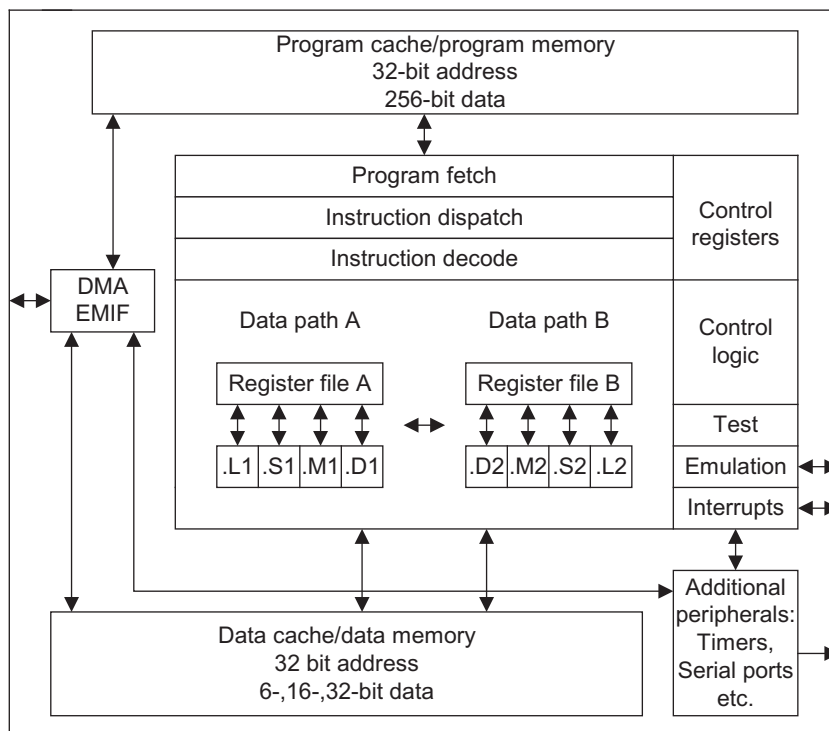 Program cache/program memory
32-bit address
256-bit data
Program fetch
Instruction dispatch
Instruction decode
Control
registers
DMA
EMIF
Data path A
Data path B
Control
logic
Register file A
Register file B
Test
.L1 .S1 .M1 .D1
.D2 .M2 .S2 .L2
Emulation
Interrupts
Data cache/data memory
32 bit address
6-,16-,32-bit data
Additional
peripherals:
Timers,
Serial ports
etc.